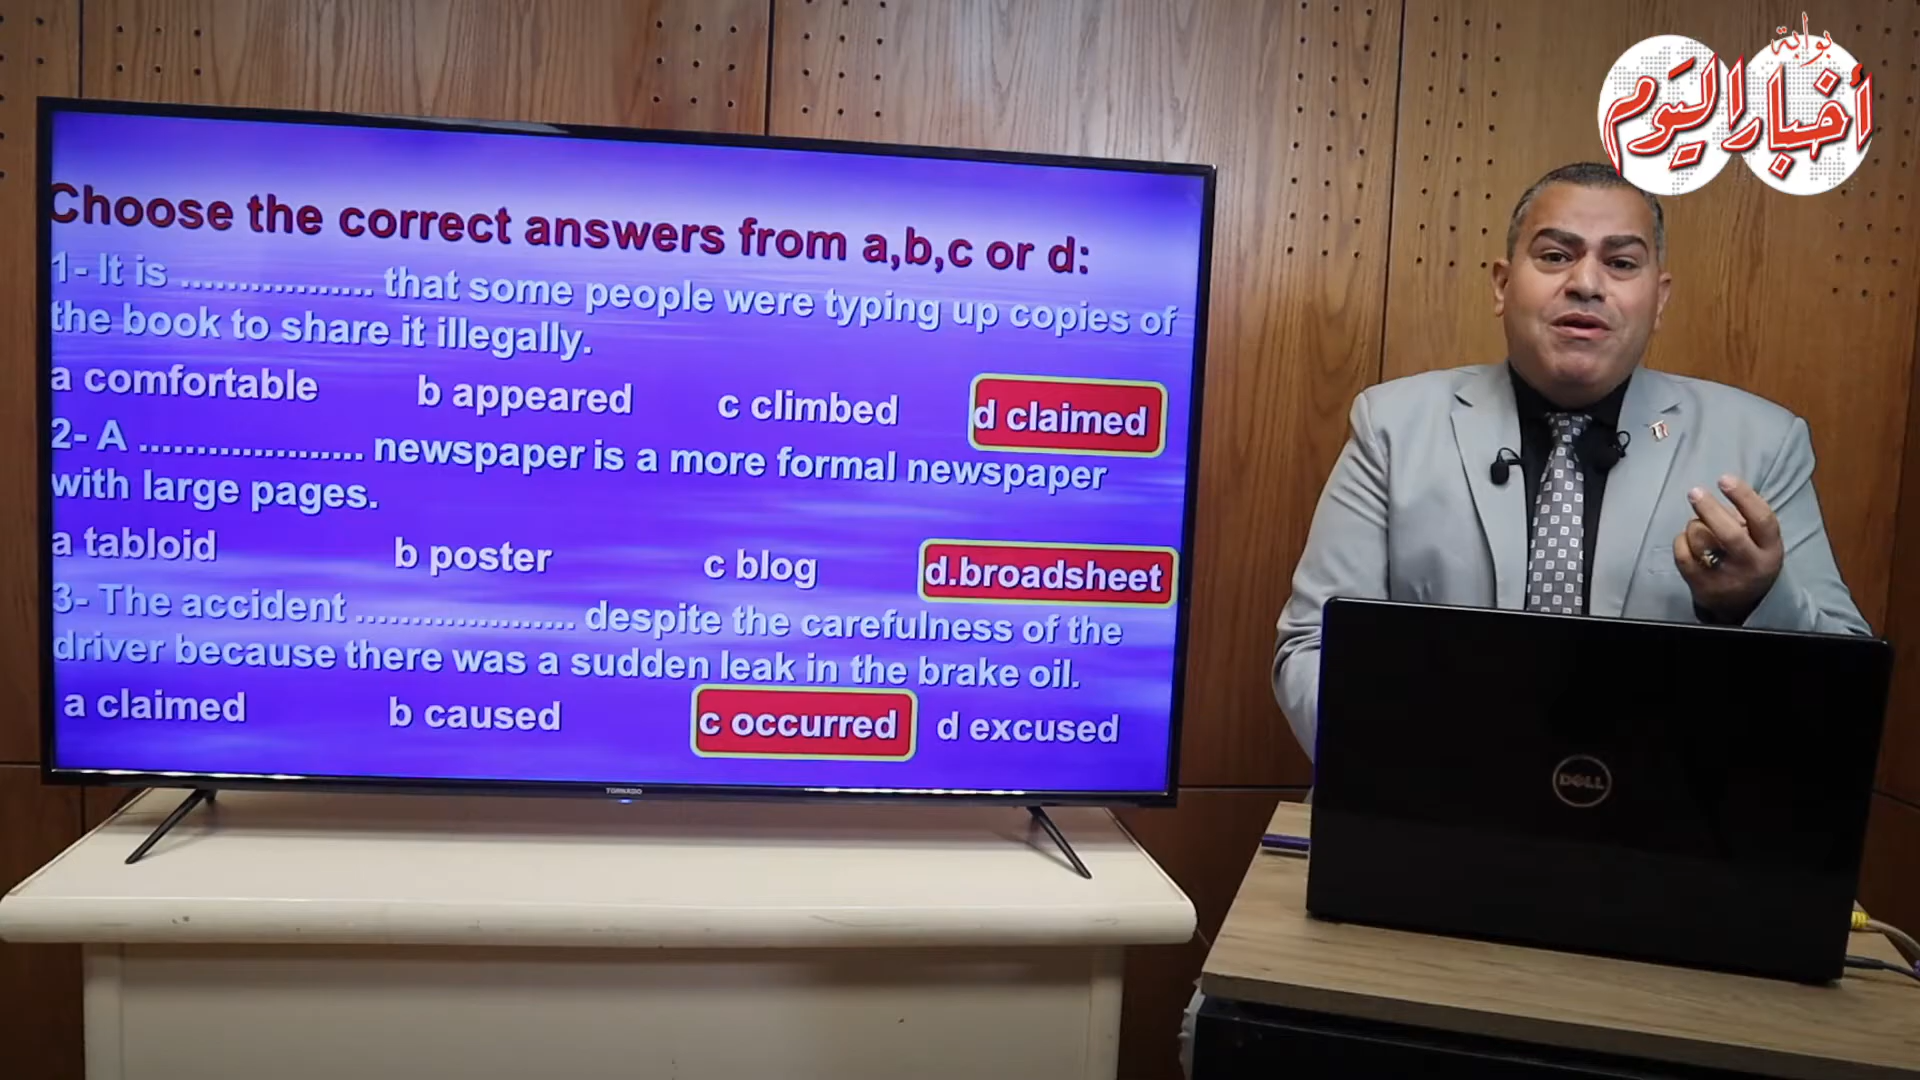 بوابة
أخبار اليوم
Choose the correct answers from a,b,c or d:
1- It is ................. that some people were typing up copies of
the book to share it illegally.
a comfortable b appeared c climbed d claimed
2- A .................... newspaper is a more formal newspaper
with large pages.
a tabloid b poster c blog d.broadsheet
3- The accident .................... despite the carefulness of the
driver because there was a sudden leak in the brake oil.
a claimed b caused c occurred d excused
TORNADO
DELL